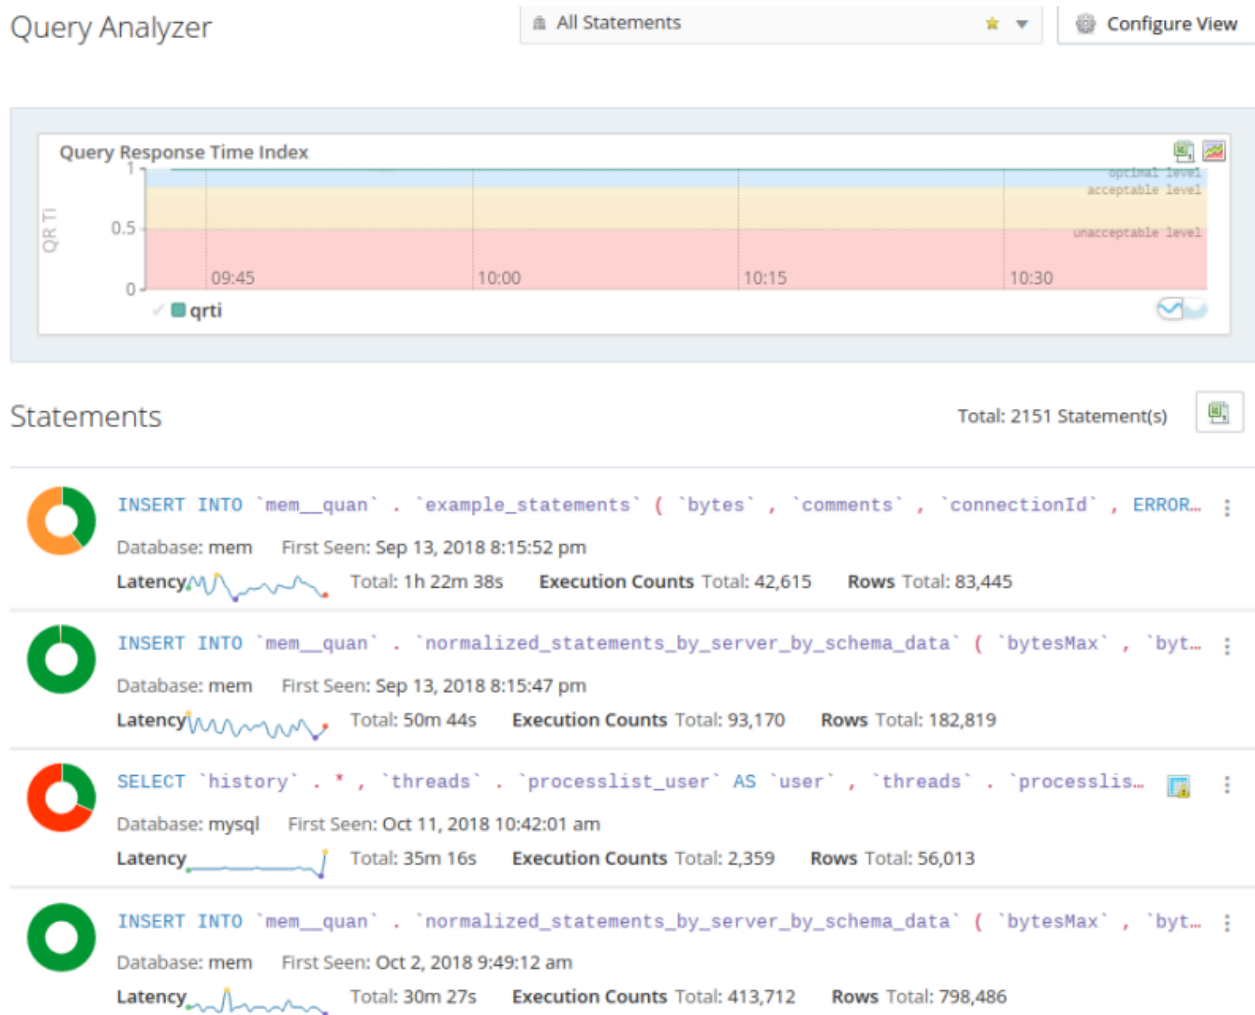 Query Analyzer
All Statements
Configure View
Query Response Time Index
1
optimal level
acceptable level
QR Ti
0.5
unacceptable level
09:45 10:00 10:15 10:30
0
qrti
Statements
Total: 2151 Statement(s)
INSERT INTO `mem__quan` . `example_statements` ( `bytes` , `comments` , `connectionId` , ERROR…
Database: mem First Seen: Sep 13, 2018 8:15:52 pm
Latency Total: 1h 22m 38s Execution Counts Total: 42,615 Rows Total: 83,445
INSERT INTO `mem__quan` . `normalized_statements_by_server_by_schema_data` ( `bytesMax` , `byt…
Database: mem First Seen: Sep 13, 2018 8:15:47 pm
Latency Total: 50m 44s Execution Counts Total: 93,170 Rows Total: 182,819
SELECT `history` . * , `threads` . `processlist_user` AS `user` , `threads` . `processlis…
Database: mysql First Seen: Oct 11, 2018 10:42:01 am
Latency Total: 35m 16s Execution Counts Total: 2,359 Rows Total: 56,013
INSERT INTO `mem__quan` . `normalized_statements_by_server_by_schema_data` ( `bytesMax` , `byt…
Database: mem First Seen: Oct 2, 2018 9:49:12 am
Latency Total: 30m 27s Execution Counts Total: 413,712 Rows Total: 798,486